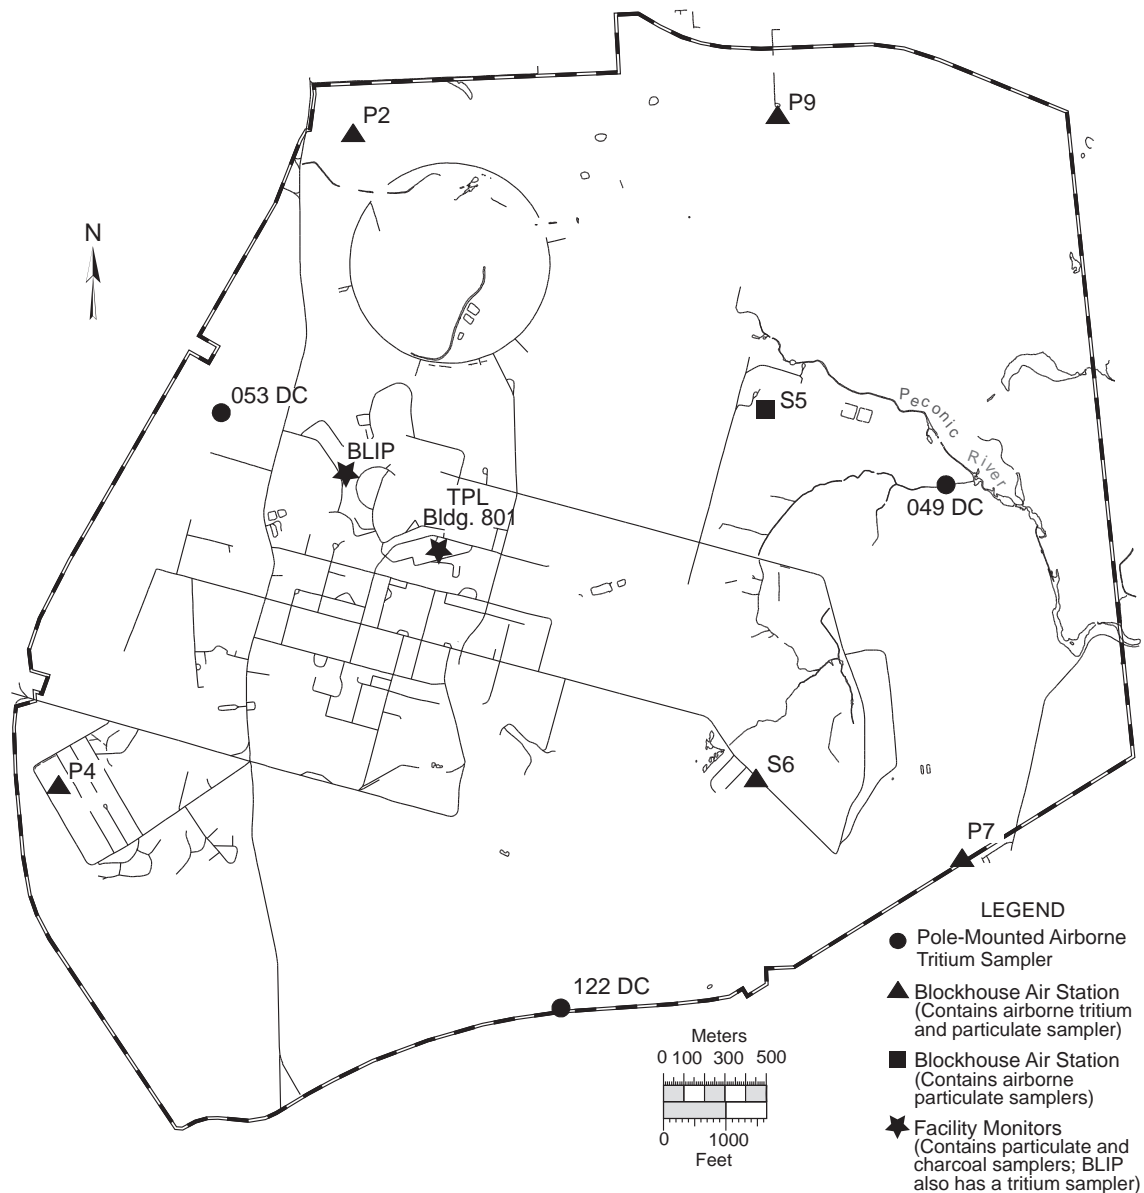 P2
P9
N
053 DC
S5
Peconic
River
BLIP
TPL
Bldg. 801
049 DC
P4
S6
P7
122 DC
LEGEND
Pole-Mounted Airborne
Tritium Sampler
Blockhouse Air Station
(Contains airborne tritium
and particulate sampler)
Blockhouse Air Station
(Contains airborne
particulate samplers)
Facility Monitors
(Contains particulate and
charcoal samplers; BLIP
also has a tritium sampler)
Meters
0 100 300 500
0 1000
Feet